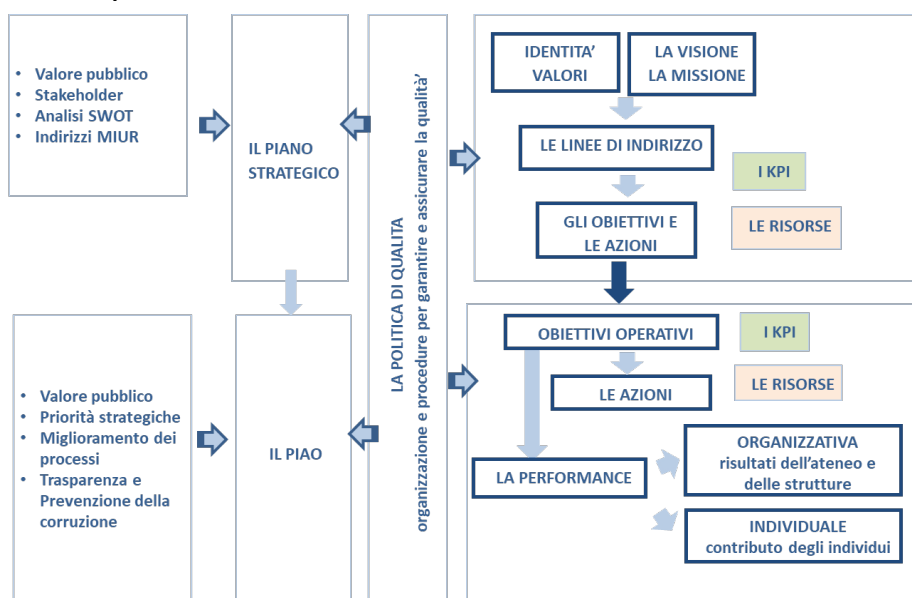 • Valore pubblico
• Stakeholder
• Analisi SWOT
• Indirizzi MIUR
IL PIANO
STRATEGICO
LA POLITICA DI QUALITA
organizzazione e procedure per garantire e assicurare la qualità'
IDENTITA'
VALORI
LA VISIONE
LA MISSIONE
LE LINEE DI INDIRIZZO
I KPI
GLI OBIETTIVI E
LE AZIONI
LE RISORSE
• Valore pubblico
• Priorità strategiche
• Miglioramento dei
processi
• Trasparenza e
Prevenzione della
corruzione
IL PIAO
OBIETTIVI OPERATIVI
I KPI
LE AZIONI
LE RISORSE
LA PERFORMANCE
ORGANIZZATIVA
risultati dell'ateneo e
delle strutture
INDIVIDUALE
contributo degli individui